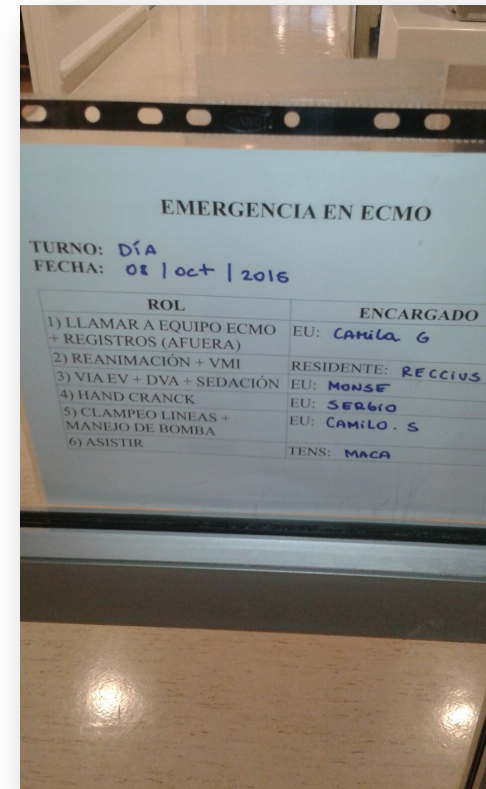 EMERGENCIA EN ECMO
TURNO: DÍA
FECHA: 08 | oct | 2016
ROL ENCARGADO
1) LLAMAR A EQUIPO ECMO EU: CAMila G
+ REGISTROS (AFUERA)
2) REANIMACIÓN + VMI RESIDENTE: RECCIUS
3) VIA EV + DVA + SEDACIÓN EU: MONSE
4) HAND CRANCK EU: SERGIO
5) CLAMPEO LINEAS + EU: CAMILO. S
MANEJO DE BOMBA
6) ASISTIR TENS: MACA